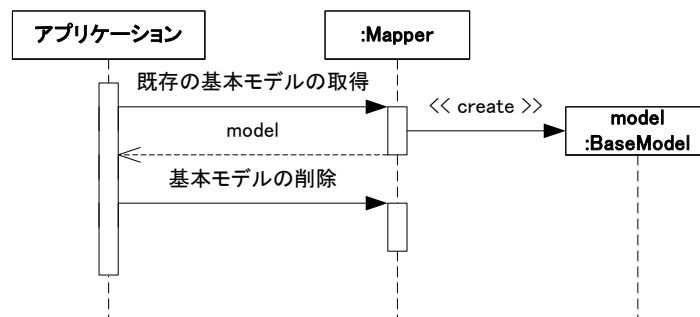 アプリケーション
:Mapper
既存の基本モデルの取得
<< create >>
model
:BaseModel
model
基本モデルの削除